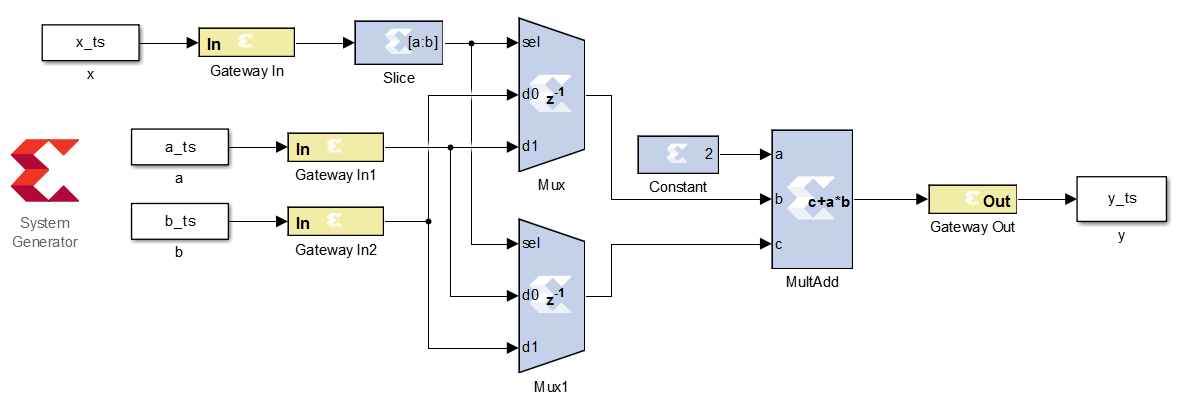 x_ts
x
In
Gateway In
[a:b]
Slice
sel
d0
z-1
d1
Mux
a_ts
a
In
Gateway In1
b_ts
b
In
Gateway In2
System
Generator
sel
d0
z-1
d1
Mux1
2
Constant
a
b
c
c+a*b
MultAdd
Out
Gateway Out
y_ts
y